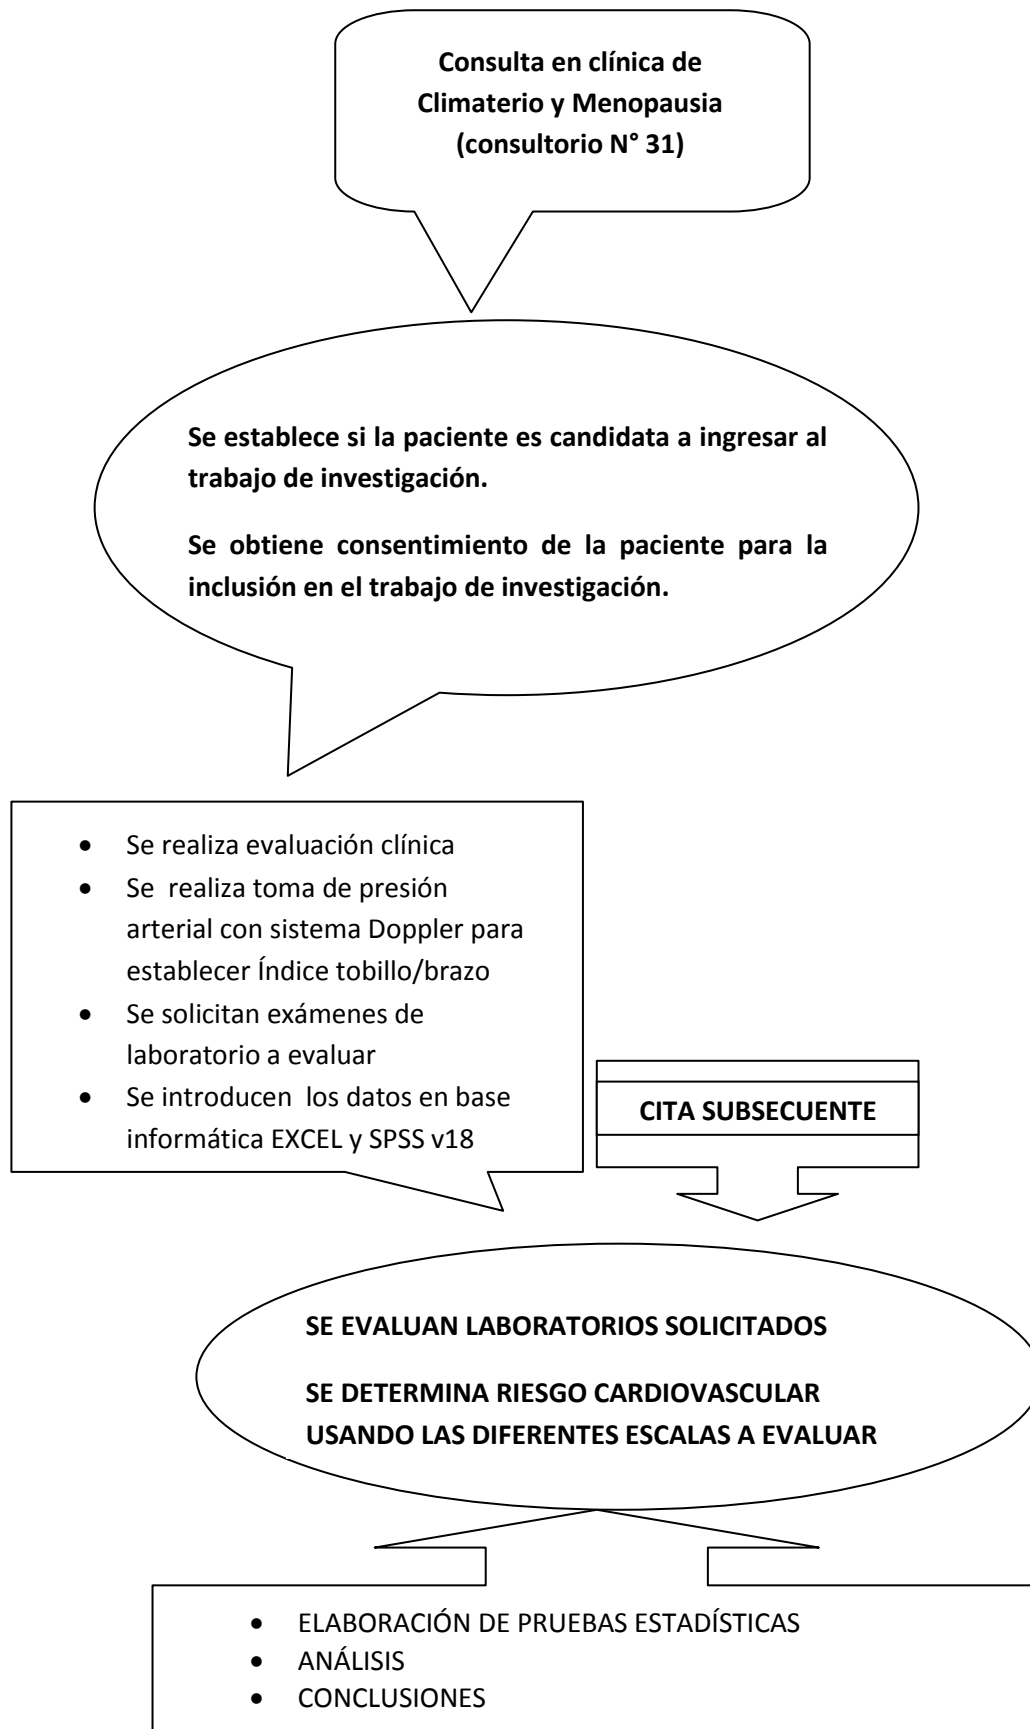 Consulta en clínica de
Climaterio y Menopausia
(consultorio N° 31)
Se establece si la paciente es candidata a ingresar al
trabajo de investigación.
Se obtiene consentimiento de la paciente para la
inclusión en el trabajo de investigación.
• Se realiza evaluación clínica
• Se realiza toma de presión
arterial con sistema Doppler para
establecer Índice tobillo/brazo
• Se solicitan exámenes de
laboratorio a evaluar
• Se introducen los datos en base
informática EXCEL y SPSS v18
CITA SUBSECUENTE
SE EVALUAN LABORATORIOS SOLICITADOS
SE DETERMINA RIESGO CARDIOVASCULAR
USANDO LAS DIFERENTES ESCALAS A EVALUAR
• ELABORACIÓN DE PRUEBAS ESTADÍSTICAS
• ANÁLISIS
• CONCLUSIONES